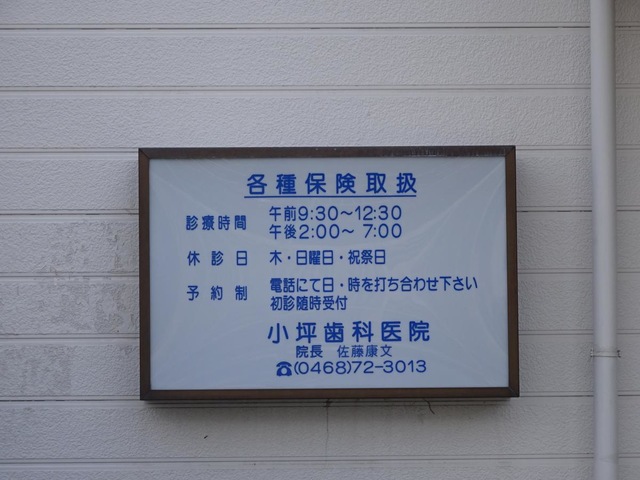 各種保険取扱
診療時間 午前9:30〜12:30
午後2:00〜 7:00
休診日 木・日曜日・祝祭日
予約制 電話にて日・時を打ち合わせ下さい
初診随時受付
小坪歯科医院
院長 佐藤康文
☎(0468)72-3013